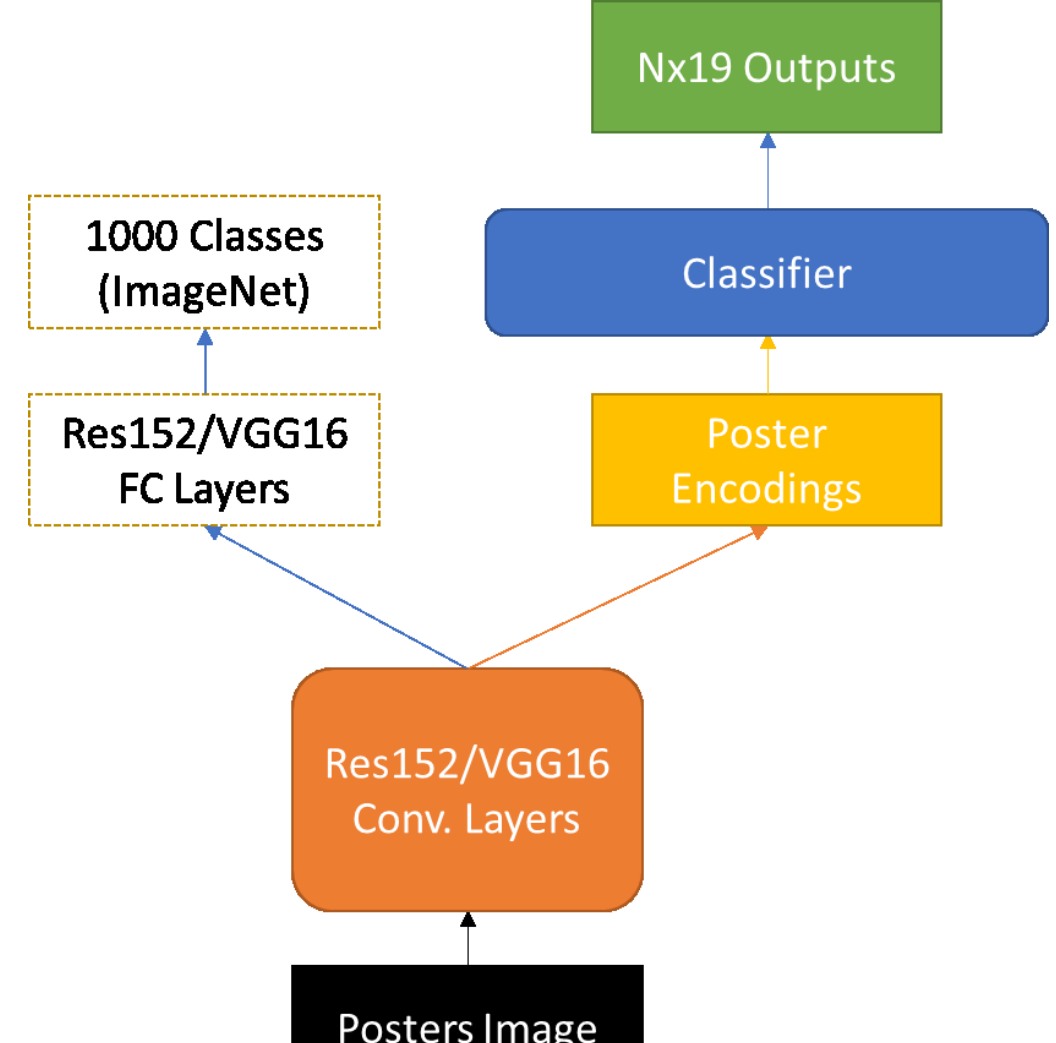 Nx19 Outputs
1000 Classes
(ImageNet)
Classifier
Res152/VGG16
FC Layers
Poster
Encodings
Res152/VGG16
Conv. Layers
Posters Image